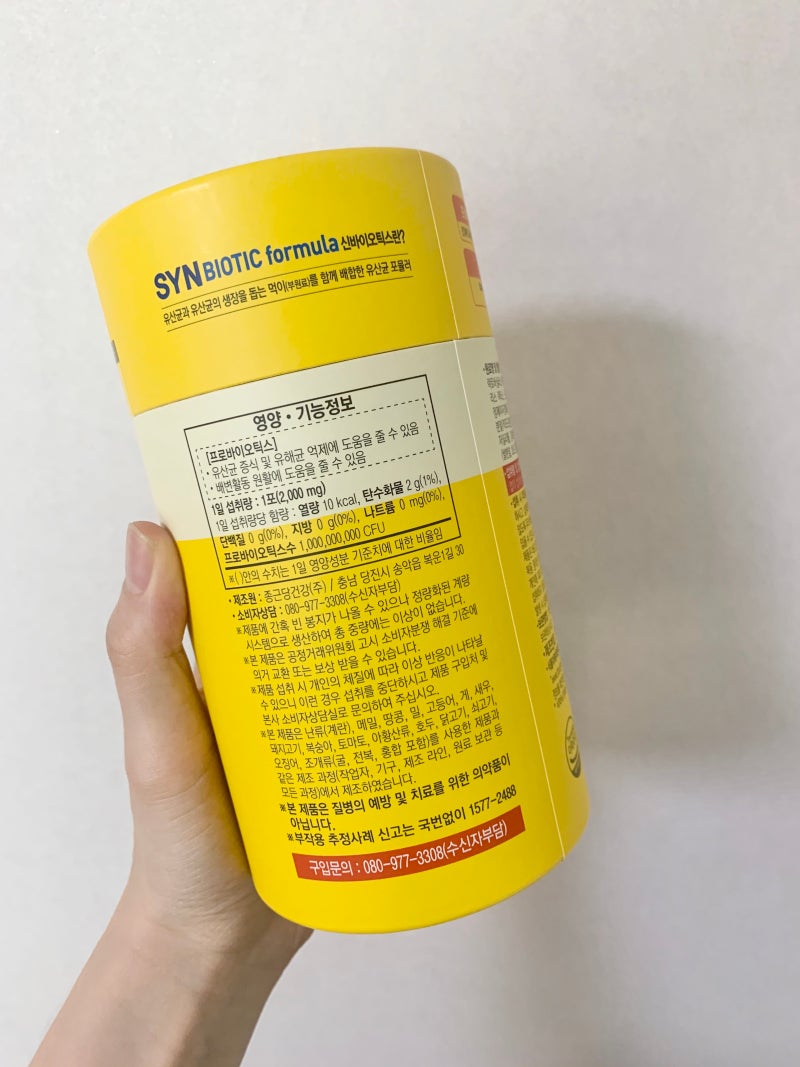 SYNBIOTIC formula 신바이오틱스란?
유산균과 유산균의 생장을 돕는 먹이(부원료)를 함께 배합한 유산균 포뮬러
영양 • 기능정보
[프로바이오틱스]
• 유산균 증식 및 유해균 억제에 도움을 줄 수 있음
• 배변활동 원활에 도움을 줄 수 있음
1일 섭취량 : 1포(2,000 mg)
1일 섭취량당 함량 : 열량 10 kcal, 탄수화물 2 g(1%),
단백질 0 g(0%), 지방 0 g(0%), 나트륨 0 mg(0%),
프로바이오틱스수 1,000,000,000 CFU
※( )안의 수치는 1일 영양성분 기준치에 대한 비율임
• 제조원 : 종근당건강(주) / 충남 당진시 송악읍 복운1길 30
• 소비자상담 : 080-977-3308(수신자부담)
※제품에 간혹 빈 봉지가 나올 수 있으나 정량화된 계량
시스템으로 생산하여 총 중량에는 이상이 없습니다.
※본 제품은 공정거래위원회 고시 소비자분쟁 해결 기준에
의거 교환 또는 보상 받을 수 있습니다.
※제품 섭취 시 개인의 체질에 따라 이상 반응이 나타날
수 있으니 이런 경우 섭취를 중단하시고 제품 구입처 및
본사 소비자상담실로 문의하여 주십시오.
※본 제품은 난류(계란), 메밀, 땅콩, 밀, 고등어, 게, 새우,
돼지고기, 복숭아, 토마토, 아황산류, 호두, 닭고기, 쇠고기,
오징어, 조개류(굴, 전복, 홍합 포함)를 사용한 제품과
같은 제조 과정(작업자, 기구, 제조 라인, 원료 보관 등
모든 과정)에서 제조하였습니다.
※본 제품은 질병의 예방 및 치료를 위한 의약품이
아닙니다.
※부작용 추정사례 신고는 국번없이 1577-2488
구입문의 : 080-977-3308(수신자부담)